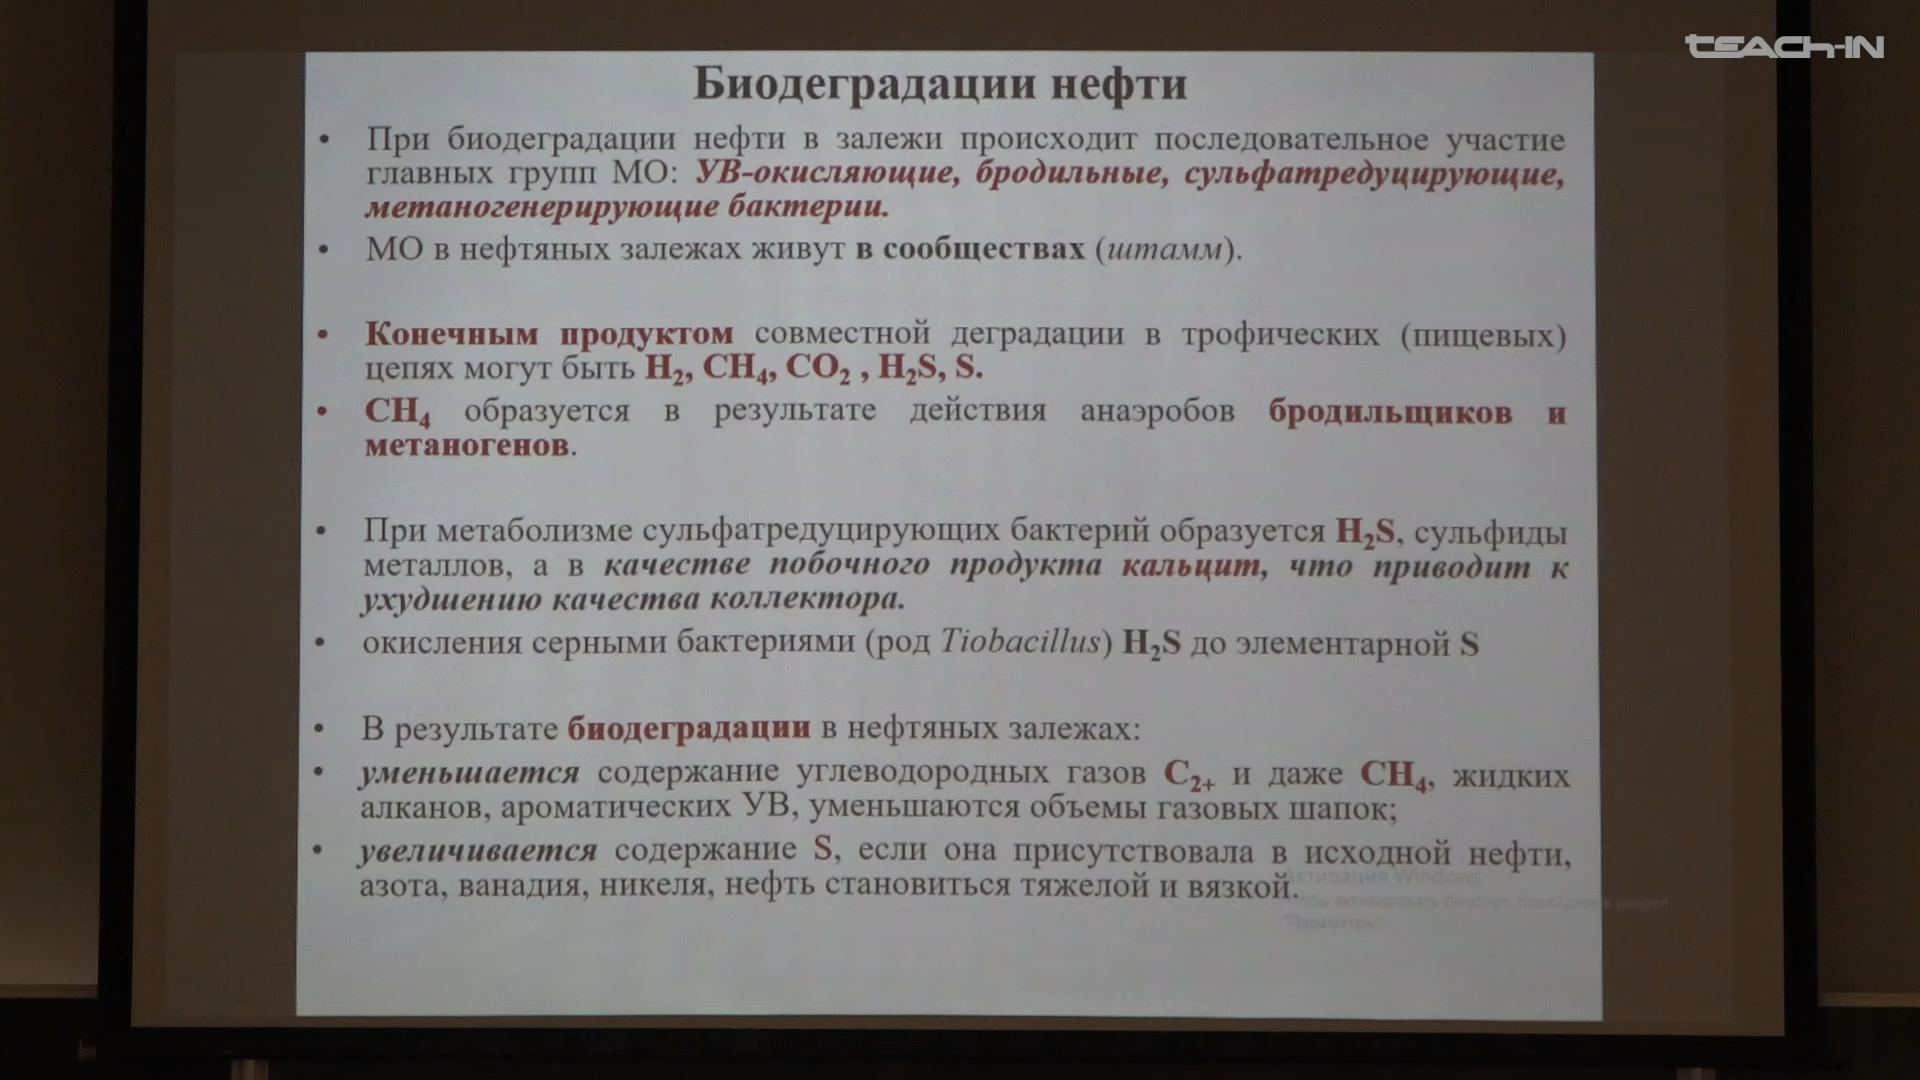 TEACH-IN
Биодеградации нефти
• При биодеградации нефти в залежи происходит последовательное участие
главных групп МО: УВ-окисляющие, бродильные, сульфатредуцирующие,
метаногенерирующие бактерии.
• МО в нефтяных залежах живут в сообществах (штамм).
• Конечным продуктом совместной деградации в трофических (пищевых)
цепях могут быть H₂, CH₄, CO₂ , H₂S, S.
• CH₄ образуется в результате действия анаэробов бродильщиков и
метаногенов.
• При метаболизме сульфатредуцирующих бактерий образуется H₂S, сульфиды
металлов, а в качестве побочного продукта кальцит, что приводит к
ухудшению качества коллектора.
• окисления серными бактериями (род Tiobacillus) H₂S до элементарной S
• В результате биодеградации в нефтяных залежах:
• уменьшается содержание углеводородных газов C₂₊ и даже CH₄, жидких
алканов, ароматических УВ, уменьшаются объемы газовых шапок;
• увеличивается содержание S, если она присутствовала в исходной нефти,
азота, ванадия, никеля, нефть становиться тяжелой и вязкой.
Активация Windows
"Параметры"